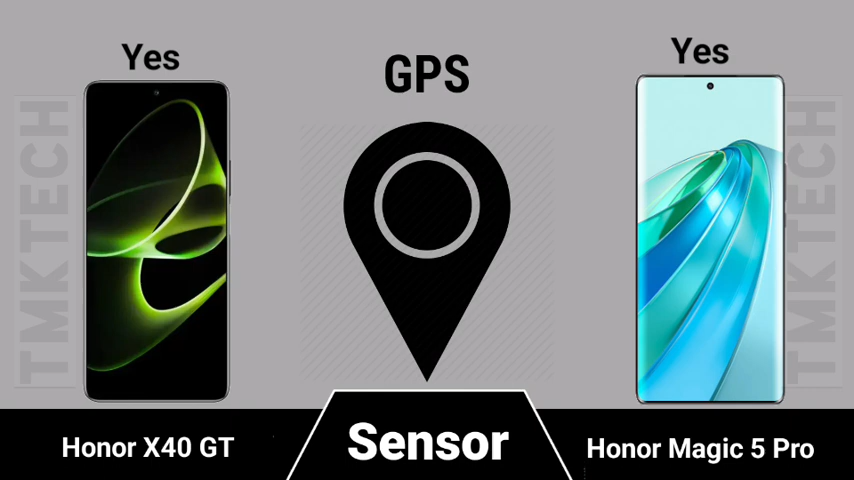 Yes
GPS
Yes
TMKTECH
TMKTECH
Honor X40 GT
Sensor
Honor Magic 5 Pro